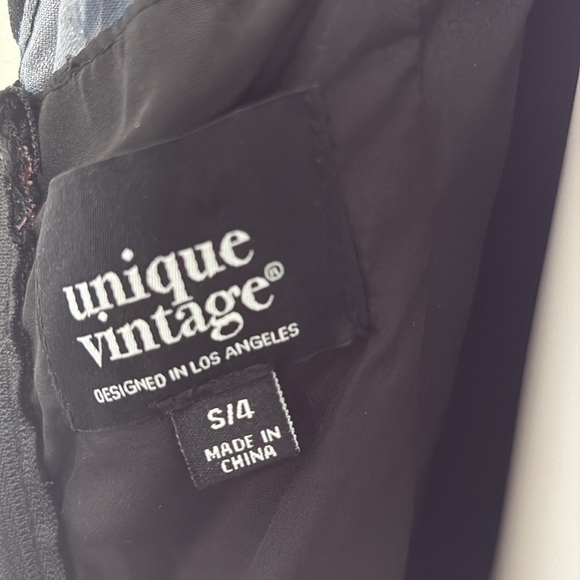 unique
vintage®
DESIGNED IN LOS ANGELES
S/4
MADE IN
CHINA